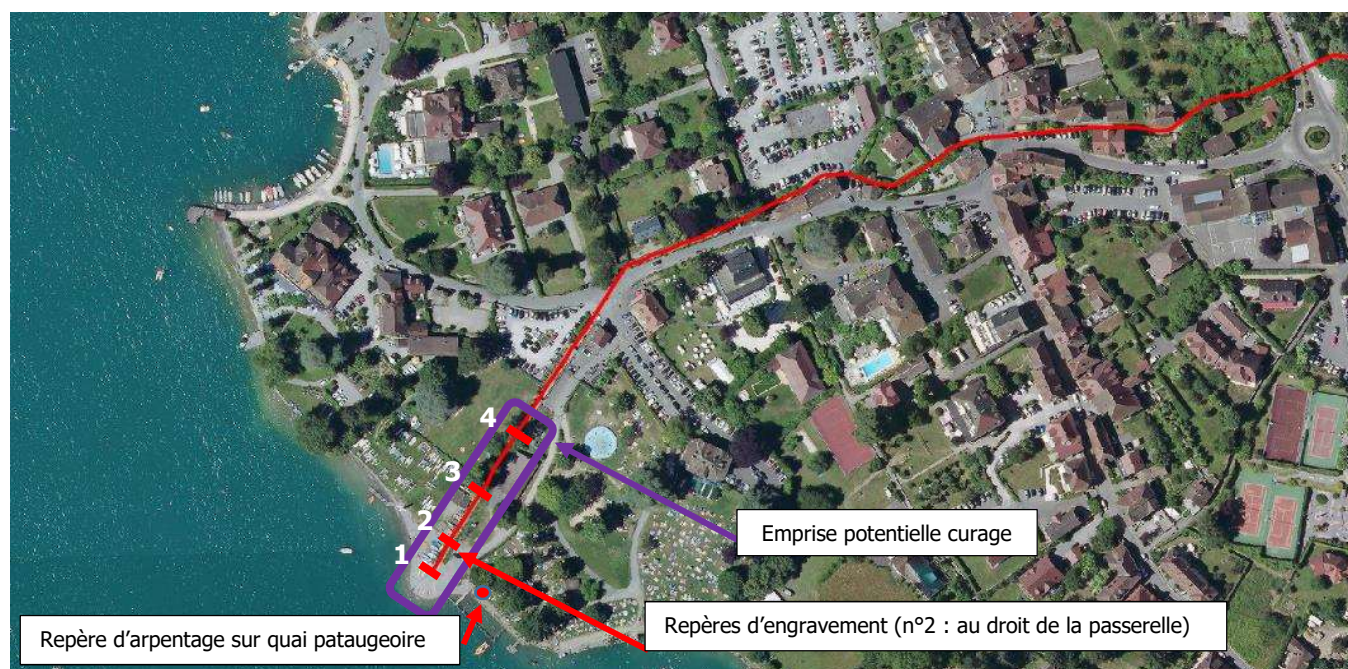 4
3
2
1
Emprise potentielle curage
Repères d'engravement (n°2 : au droit de la passerelle)
Repère d'arpentage sur quai pataugeoire